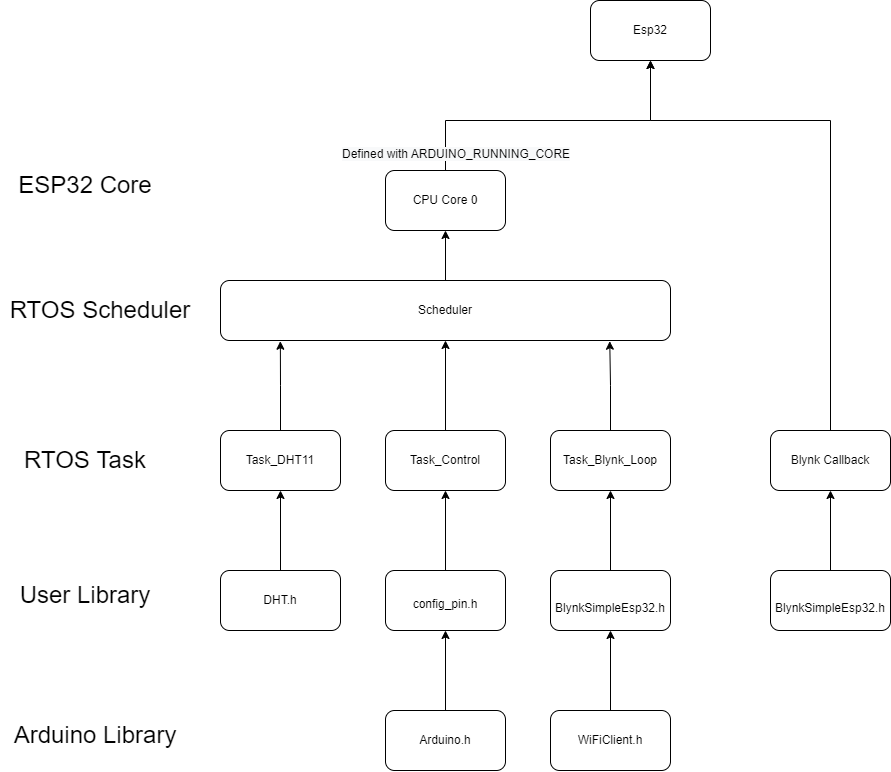 Esp32
Defined with ARDUINO_RUNNING_CORE
ESP32 Core
CPU Core 0
RTOS Scheduler
Scheduler
RTOS Task
Task_DHT11
Task_Control
Task_Blynk_Loop
Blynk Callback
User Library
DHT.h
config_pin.h
BlynkSimpleEsp32.h
BlynkSimpleEsp32.h
Arduino Library
Arduino.h
WiFiClient.h